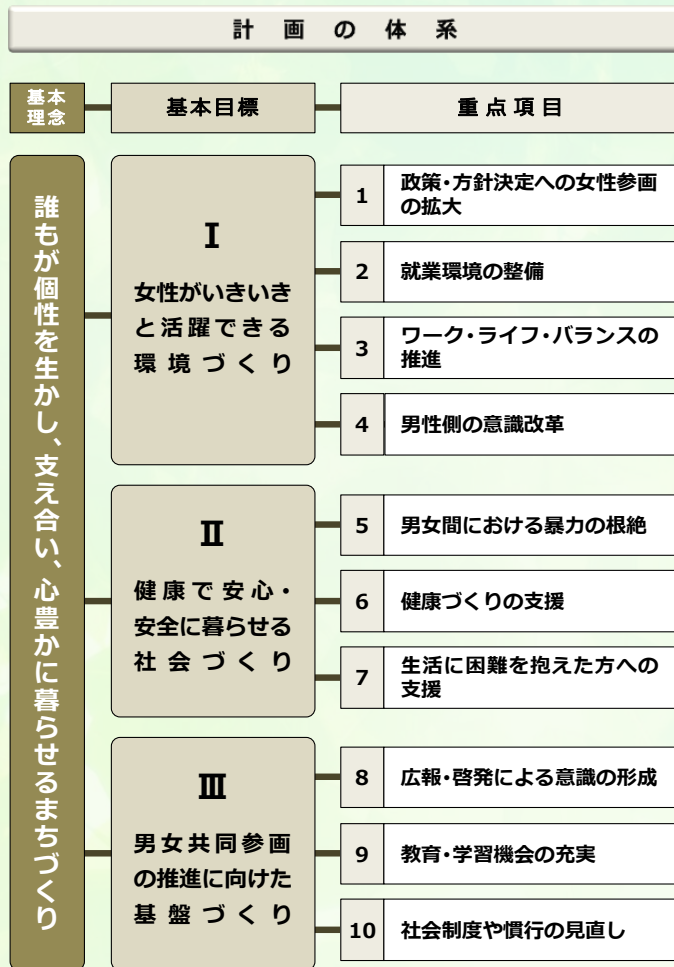 計画の体系
基本
理念
基本目標
重点項目
誰もが個性を生かし、支え合い、心豊かに暮らせるまちづくり
Ⅰ
女性がいきいき
と活躍できる
環境づくり
1
政策・方針決定への女性参画
の拡大
2
就業環境の整備
3
ワーク・ライフ・バランスの
推進
4
男性側の意識改革
Ⅱ
健康で安心・
安全に暮らせる
社会づくり
5
男女間における暴力の根絶
6
健康づくりの支援
7
生活に困難を抱えた方への
支援
Ⅲ
男女共同参画
の推進に向けた
基盤づくり
8
広報・啓発による意識の形成
9
教育・学習機会の充実
10
社会制度や慣行の見直し